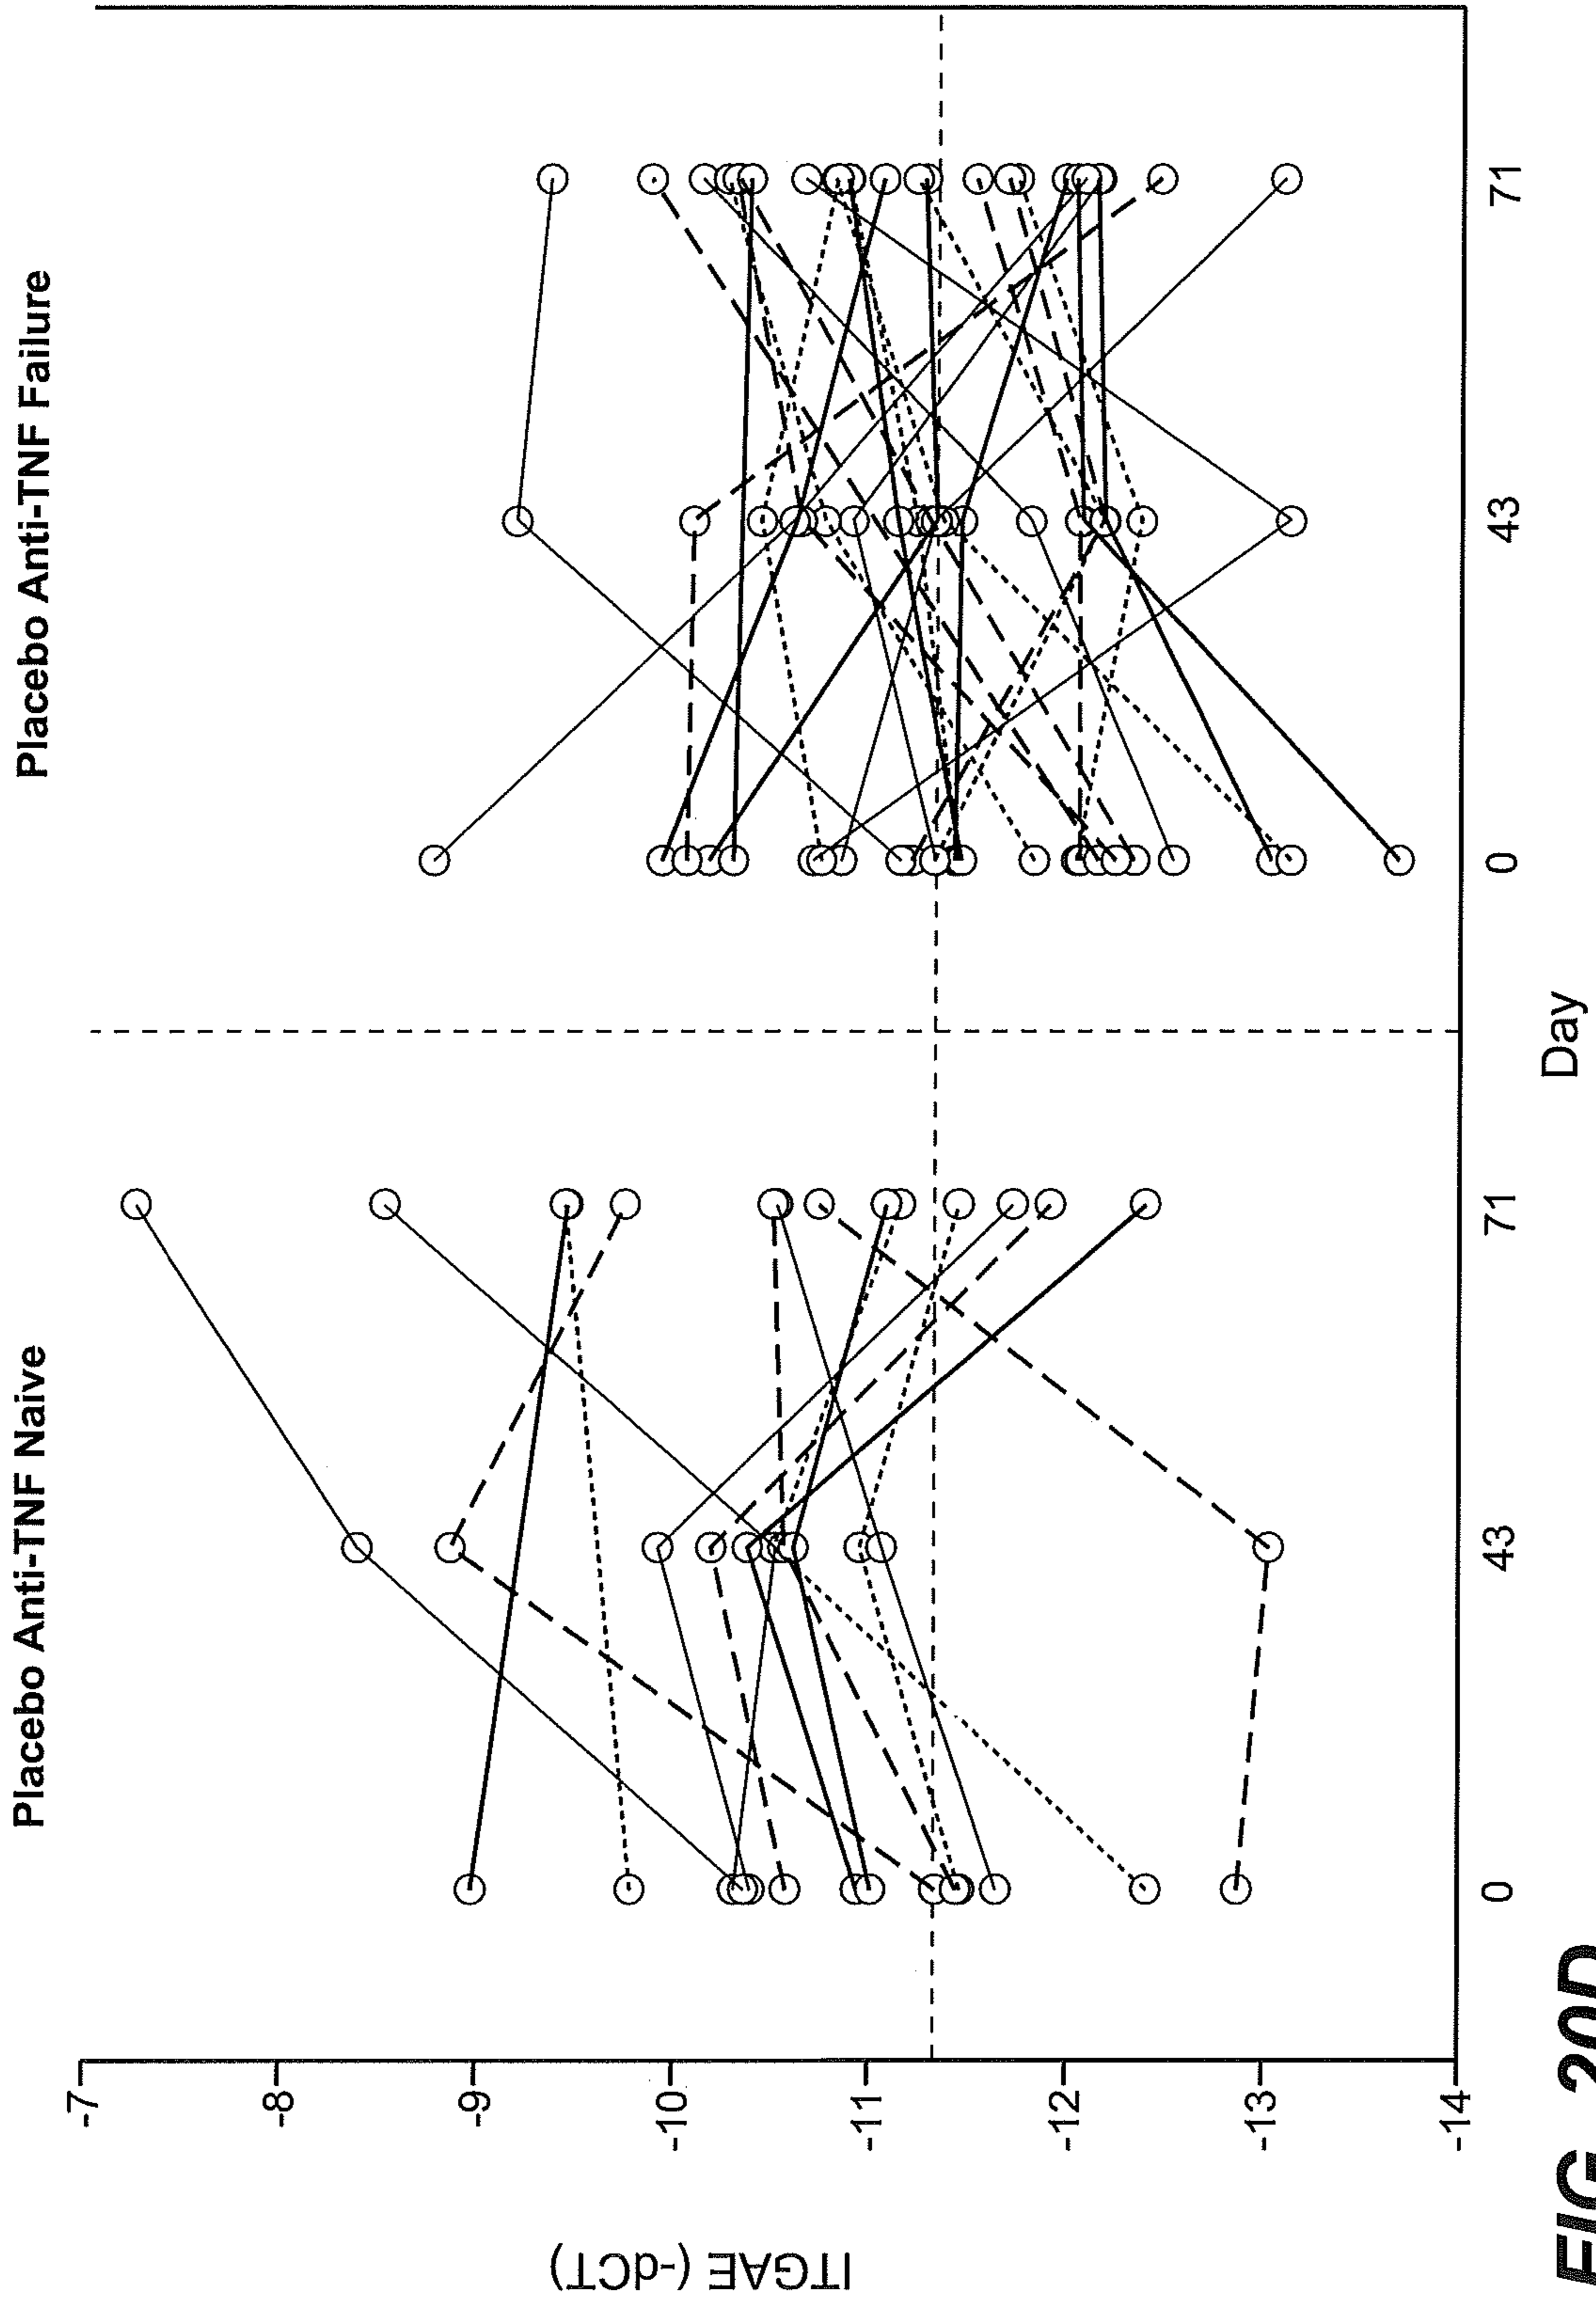 Placebo Anti-TNF Naive
Placebo Anti-TNF Failure
ITGAE (-dCT)
-7
-8
-9
-10
-11
-12
-13
-14
0
43
71
0
43
71
Day
FIG. 20D